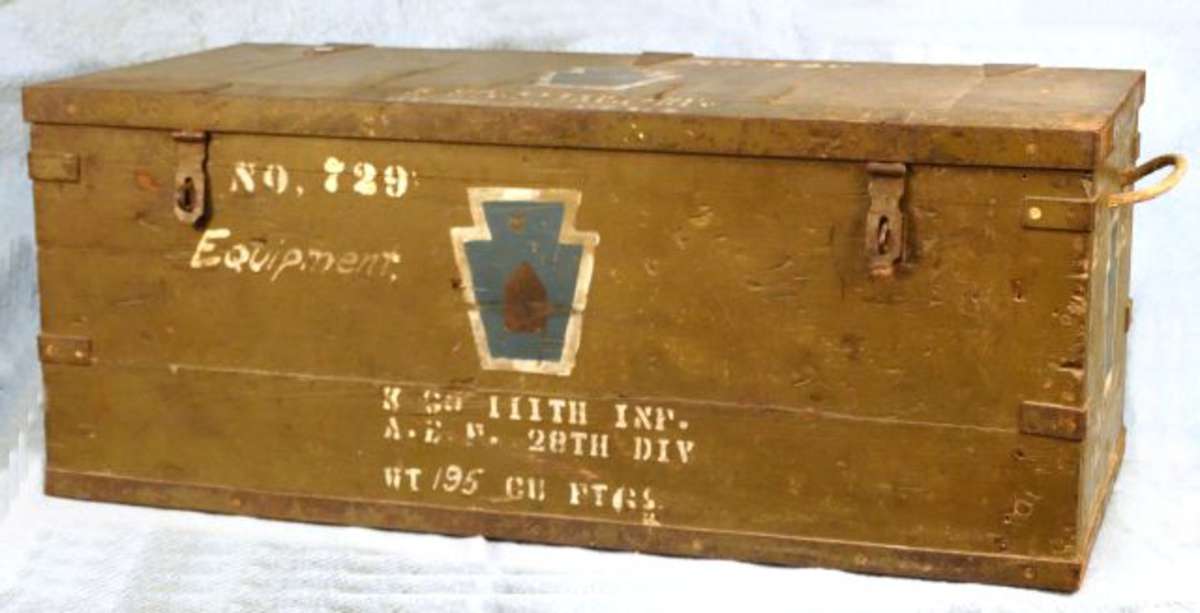 NO. 729
Equipment.
CO 111TH INF.
A.E.F. 28TH DIV
WT 195 CU FT